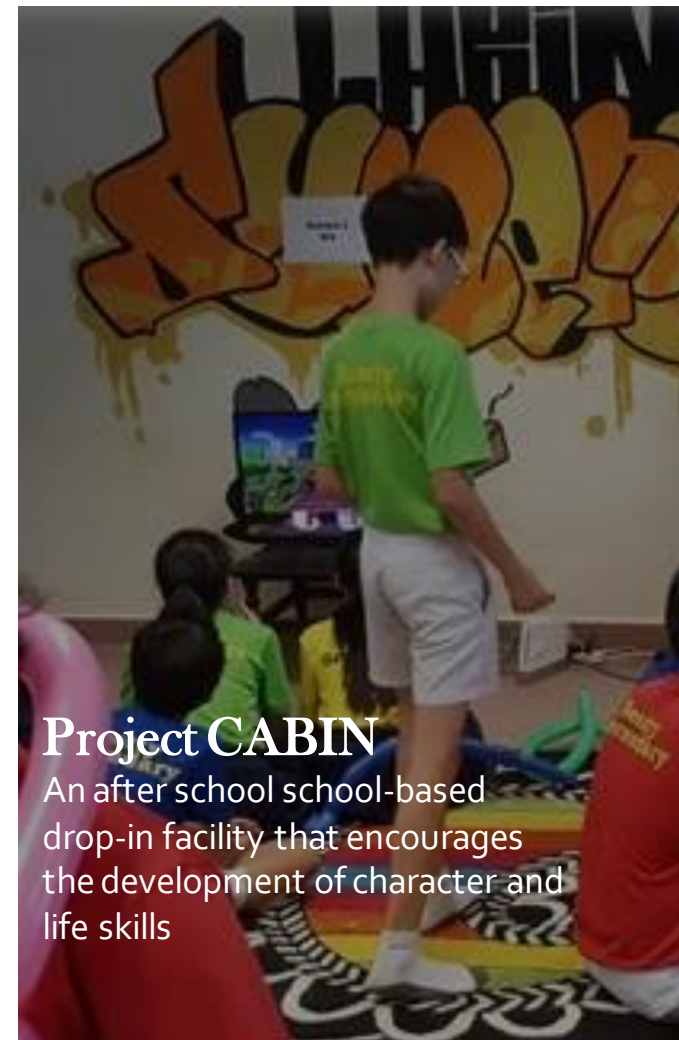 CABIN
Project CABIN
An after school school-based
drop-in facility that encourages
the development of character and
life skills